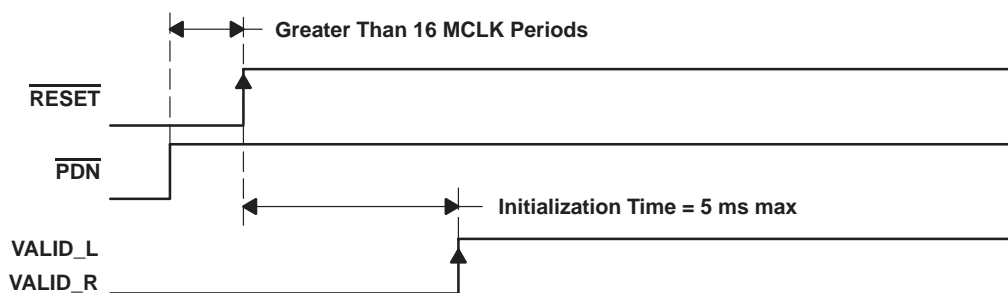 Greater Than 16 MCLK Periods
RESET
PDN
Initialization Time = 5 ms max
VALID_L
VALID_R